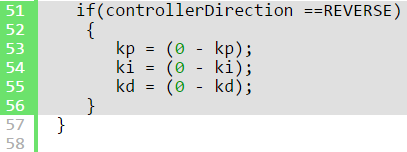 51 if(controllerDirection ==REVERSE)
52 {
53 kp = (0 - kp);
54 ki = (0 - ki);
55 kd = (0 - kd);
56 }
57 }
58